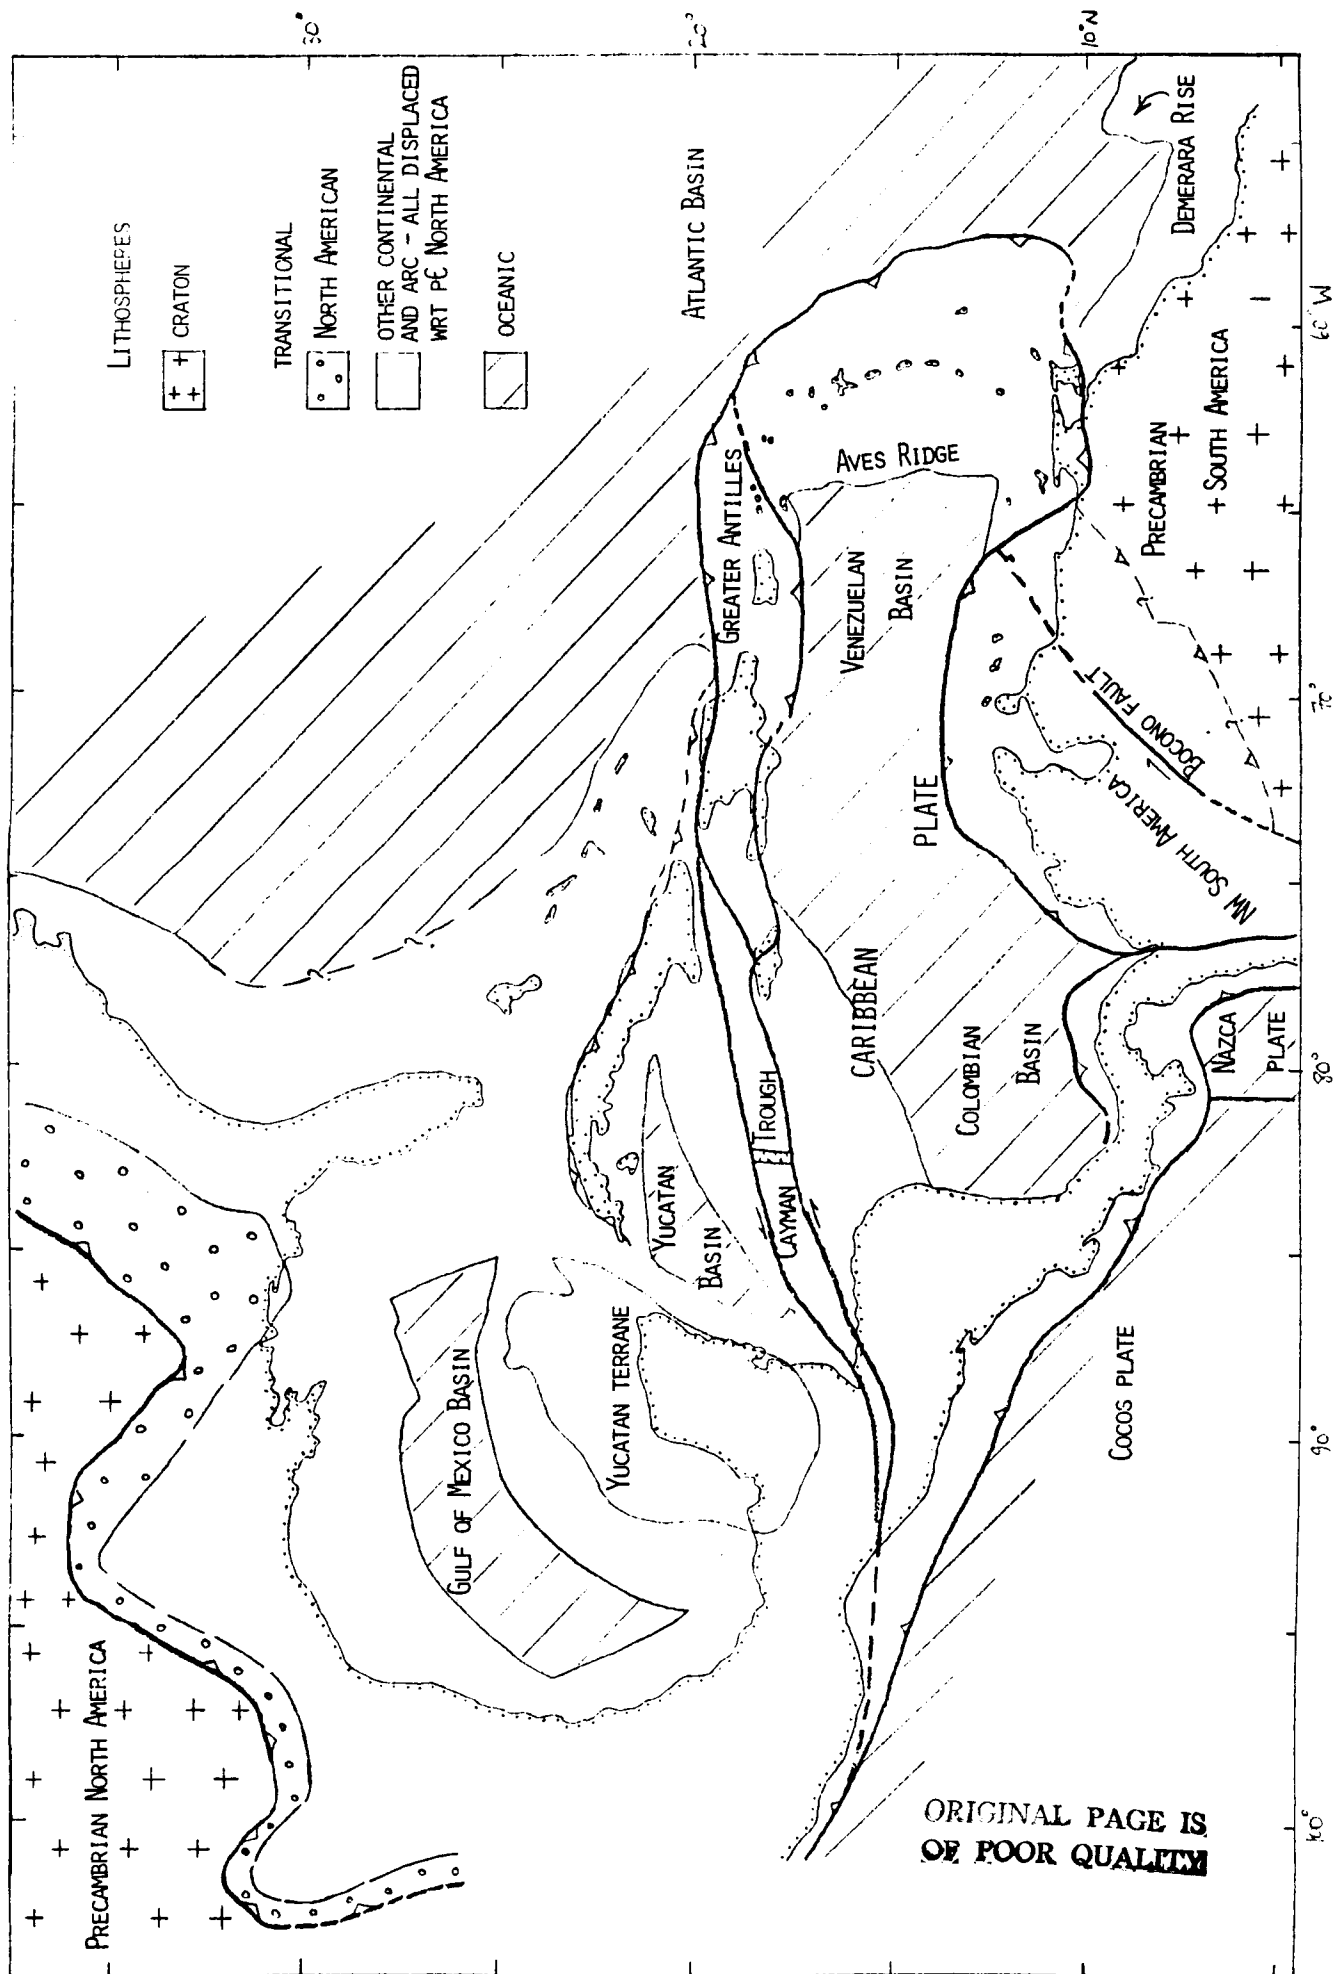 PRECAMBRIAN NORTH AMERICA
LITHOSPHERES
CRATON
TRANSITIONAL
NORTH AMERICAN
OTHER CONTINENTAL
AND ARC - ALL DISPLACED
WRT P€ NORTH AMERICA
OCEANIC
30°
GULF OF MEXICO BASIN
YUCATAN TERRANE
YUCATAN
BASIN
CAYMAN
TROUGH
GREATER ANTILLES
ATLANTIC BASIN
20°
CARIBBEAN
PLATE
VENEZUELAN
BASIN
AVES RIDGE
COLOMBIAN
BASIN
COCOS PLATE
NAZCA
PLATE
NW SOUTH AMERICA
BOCONO FAULT
PRECAMBRIAN
SOUTH AMERICA
DEMERARA RISE
10°N
100°
90°
80°
70°
60° W
ORIGINAL PAGE IS
OF POOR QUALITY